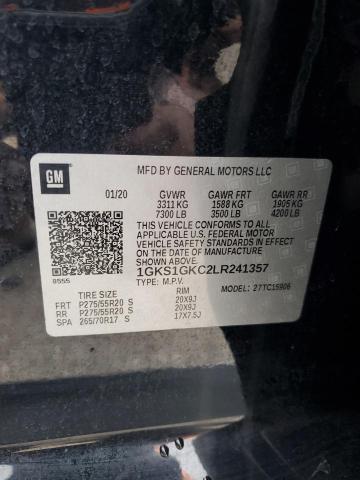 GM
MFD BY GENERAL MOTORS LLC
01/20 GVWR GAWR FRT GAWR RR
3311 KG 1588 KG 1905 KG
7300 LB 3500 LB 4200 LB
THIS VEHICLE CONFORMS TO ALL
APPLICABLE U.S. FEDERAL MOTOR
VEHICLE SAFETY STANDARDS IN
EFFECT ON THE DATE OF MANUFACTURE
SHOWN ABOVE.
1GKS1GKC2LR241357
TYPE: M.P.V. 27TC15906
TIRE SIZE RIM
FRT P275/55R20 S 20X9J
RR P275/55R20 S 20X9J
SPA 265/70R17 S 17X7.5J